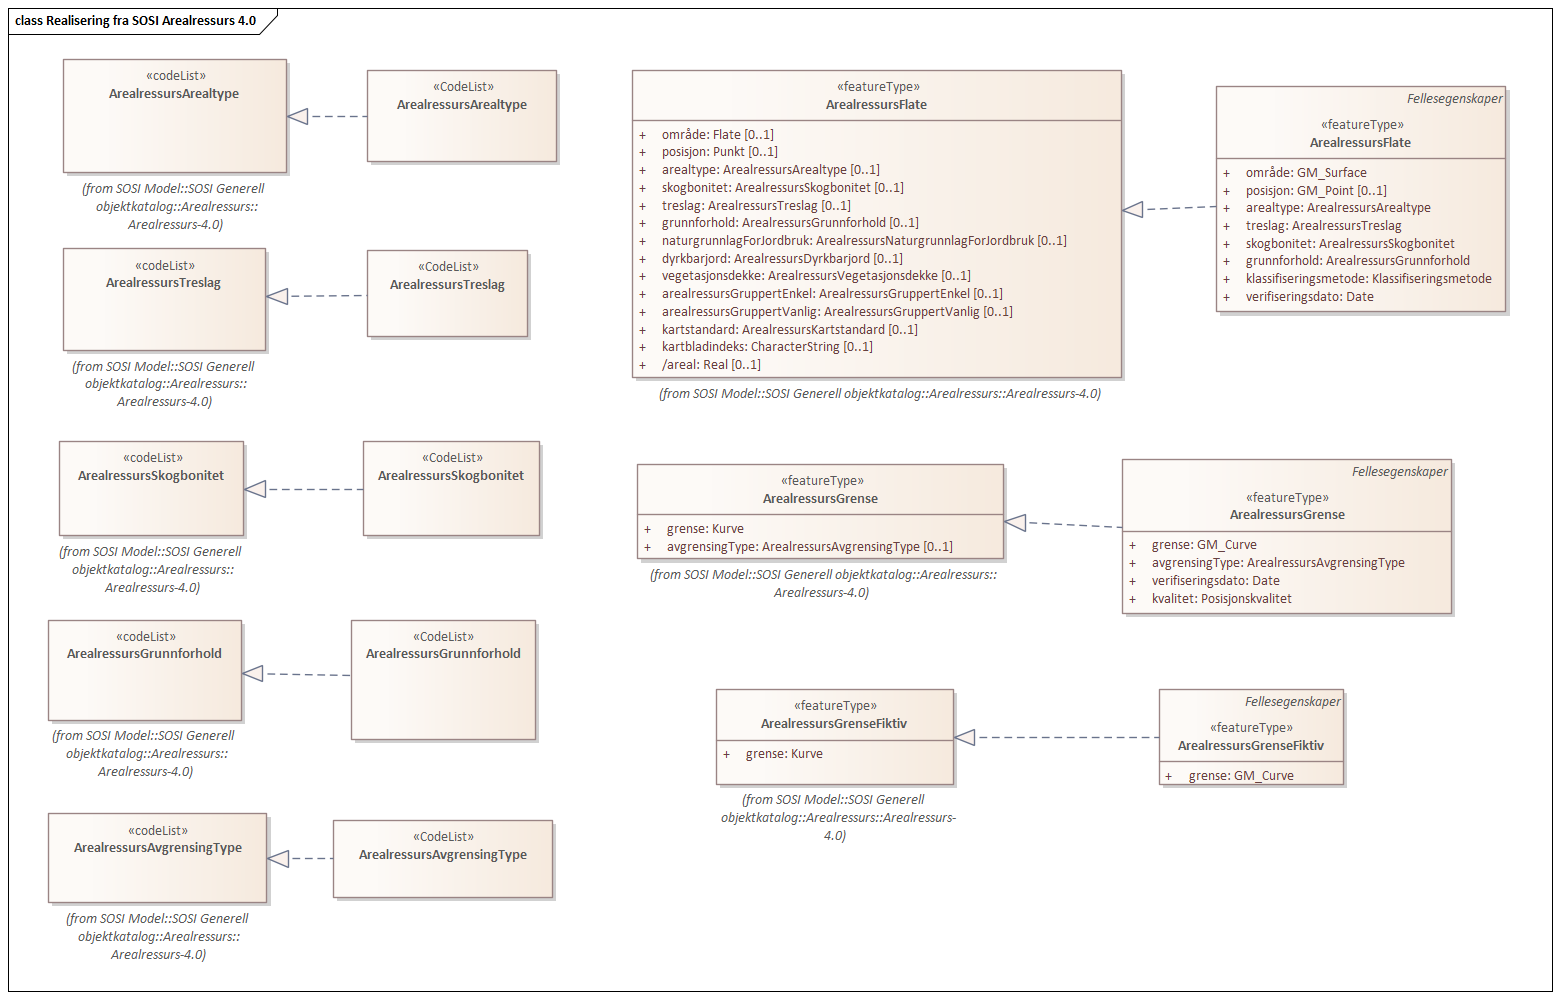 class Realisering fra SOSI Arealressurs 4.0
«codeList»
ArealressursArealtype
(from SOSI Model::SOSI Generell
objektkatalog::Arealressurs::
Arealressurs-4.0)
«CodeList»
ArealressursArealtype
«codeList»
ArealressursTreslag
(from SOSI Model::SOSI Generell
objektkatalog::Arealressurs::
Arealressurs-4.0)
«CodeList»
ArealressursTreslag
«codeList»
ArealressursSkogbonitet
(from SOSI Model::SOSI Generell
objektkatalog::Arealressurs::
Arealressurs-4.0)
«CodeList»
ArealressursSkogbonitet
«codeList»
ArealressursGrunnforhold
(from SOSI Model::SOSI Generell
objektkatalog::Arealressurs::
Arealressurs-4.0)
«CodeList»
ArealressursGrunnforhold
«codeList»
ArealressursAvgrensingType
(from SOSI Model::SOSI Generell
objektkatalog::Arealressurs::
Arealressurs-4.0)
«CodeList»
ArealressursAvgrensingType
«featureType»
ArealressursFlate
+ område: Flate [0..1]
+ posisjon: Punkt [0..1]
+ arealtype: ArealressursArealtype [0..1]
+ skogbonitet: ArealressursSkogbonitet [0..1]
+ treslag: ArealressursTreslag [0..1]
+ grunnforhold: ArealressursGrunnforhold [0..1]
+ naturgrunnlagForJordbruk: ArealressursNaturgrunnlagForJordbruk [0..1]
+ dyrkbarjord: ArealressursDyrkbarjord [0..1]
+ vegetasjonsdekke: ArealressursVegetasjonsdekke [0..1]
+ arealressursGruppertEnkel: ArealressursGruppertEnkel [0..1]
+ arealressursGruppertVanlig: ArealressursGruppertVanlig [0..1]
+ kartstandard: ArealressursKartstandard [0..1]
+ kartbladindeks: CharacterString [0..1]
+ /areal: Real [0..1]
(from SOSI Model::SOSI Generell objektkatalog::Arealressurs::Arealressurs-4.0)
Fellesegenskaper
«featureType»
ArealressursFlate
+ område: GM_Surface
+ posisjon: GM_Point [0..1]
+ arealtype: ArealressursArealtype
+ treslag: ArealressursTreslag
+ skogbonitet: ArealressursSkogbonitet
+ grunnforhold: ArealressursGrunnforhold
+ klassifiseringsmetode: Klassifiseringsmetode
+ verifiseringsdato: Date
«featureType»
ArealressursGrense
+ grense: Kurve
+ avgrensingType: ArealressursAvgrensingType [0..1]
(from SOSI Model::SOSI Generell objektkatalog::Arealressurs::
Arealressurs-4.0)
Fellesegenskaper
«featureType»
ArealressursGrense
+ grense: GM_Curve
+ avgrensingType: ArealressursAvgrensingType
+ verifiseringsdato: Date
+ kvalitet: Posisjonskvalitet
«featureType»
ArealressursGrenseFiktiv
+ grense: Kurve
(from SOSI Model::SOSI Generell
objektkatalog::Arealressurs::Arealressurs-
4.0)
Fellesegenskaper
«featureType»
ArealressursGrenseFiktiv
+ grense: GM_Curve